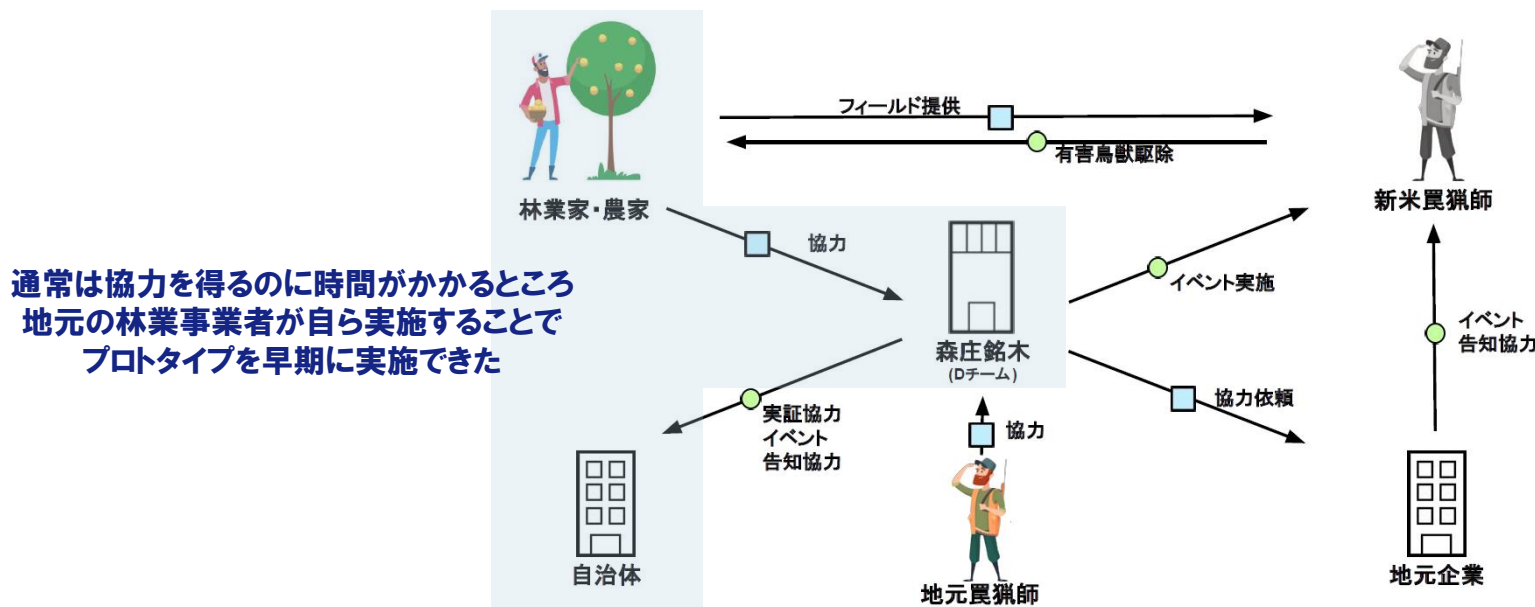 フィールド提供
有害鳥獣駆除
林業家・農家
新米罠猟師
協力
イベント実施
通常は協力を得るのに時間がかかるところ
地元の林業事業者が自ら実施することで
プロトタイプを早期に実施できた
森庄銘木
(Dチーム)
イベント
告知協力
協力依頼
実証協力
イベント
告知協力
協力
自治体
地元罠猟師
地元企業